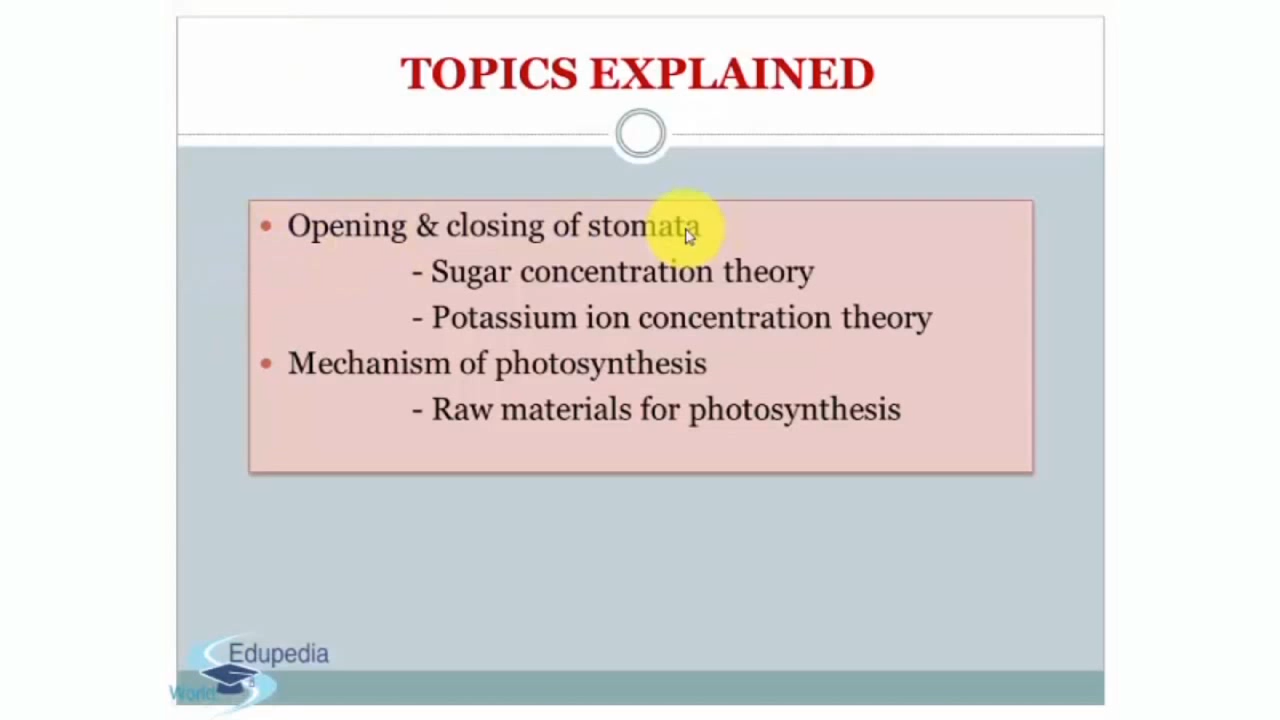 TOPICS EXPLAINED
• Opening & closing of stomata
- Sugar concentration theory
- Potassium ion concentration theory
• Mechanism of photosynthesis
- Raw materials for photosynthesis
Edupedia
World